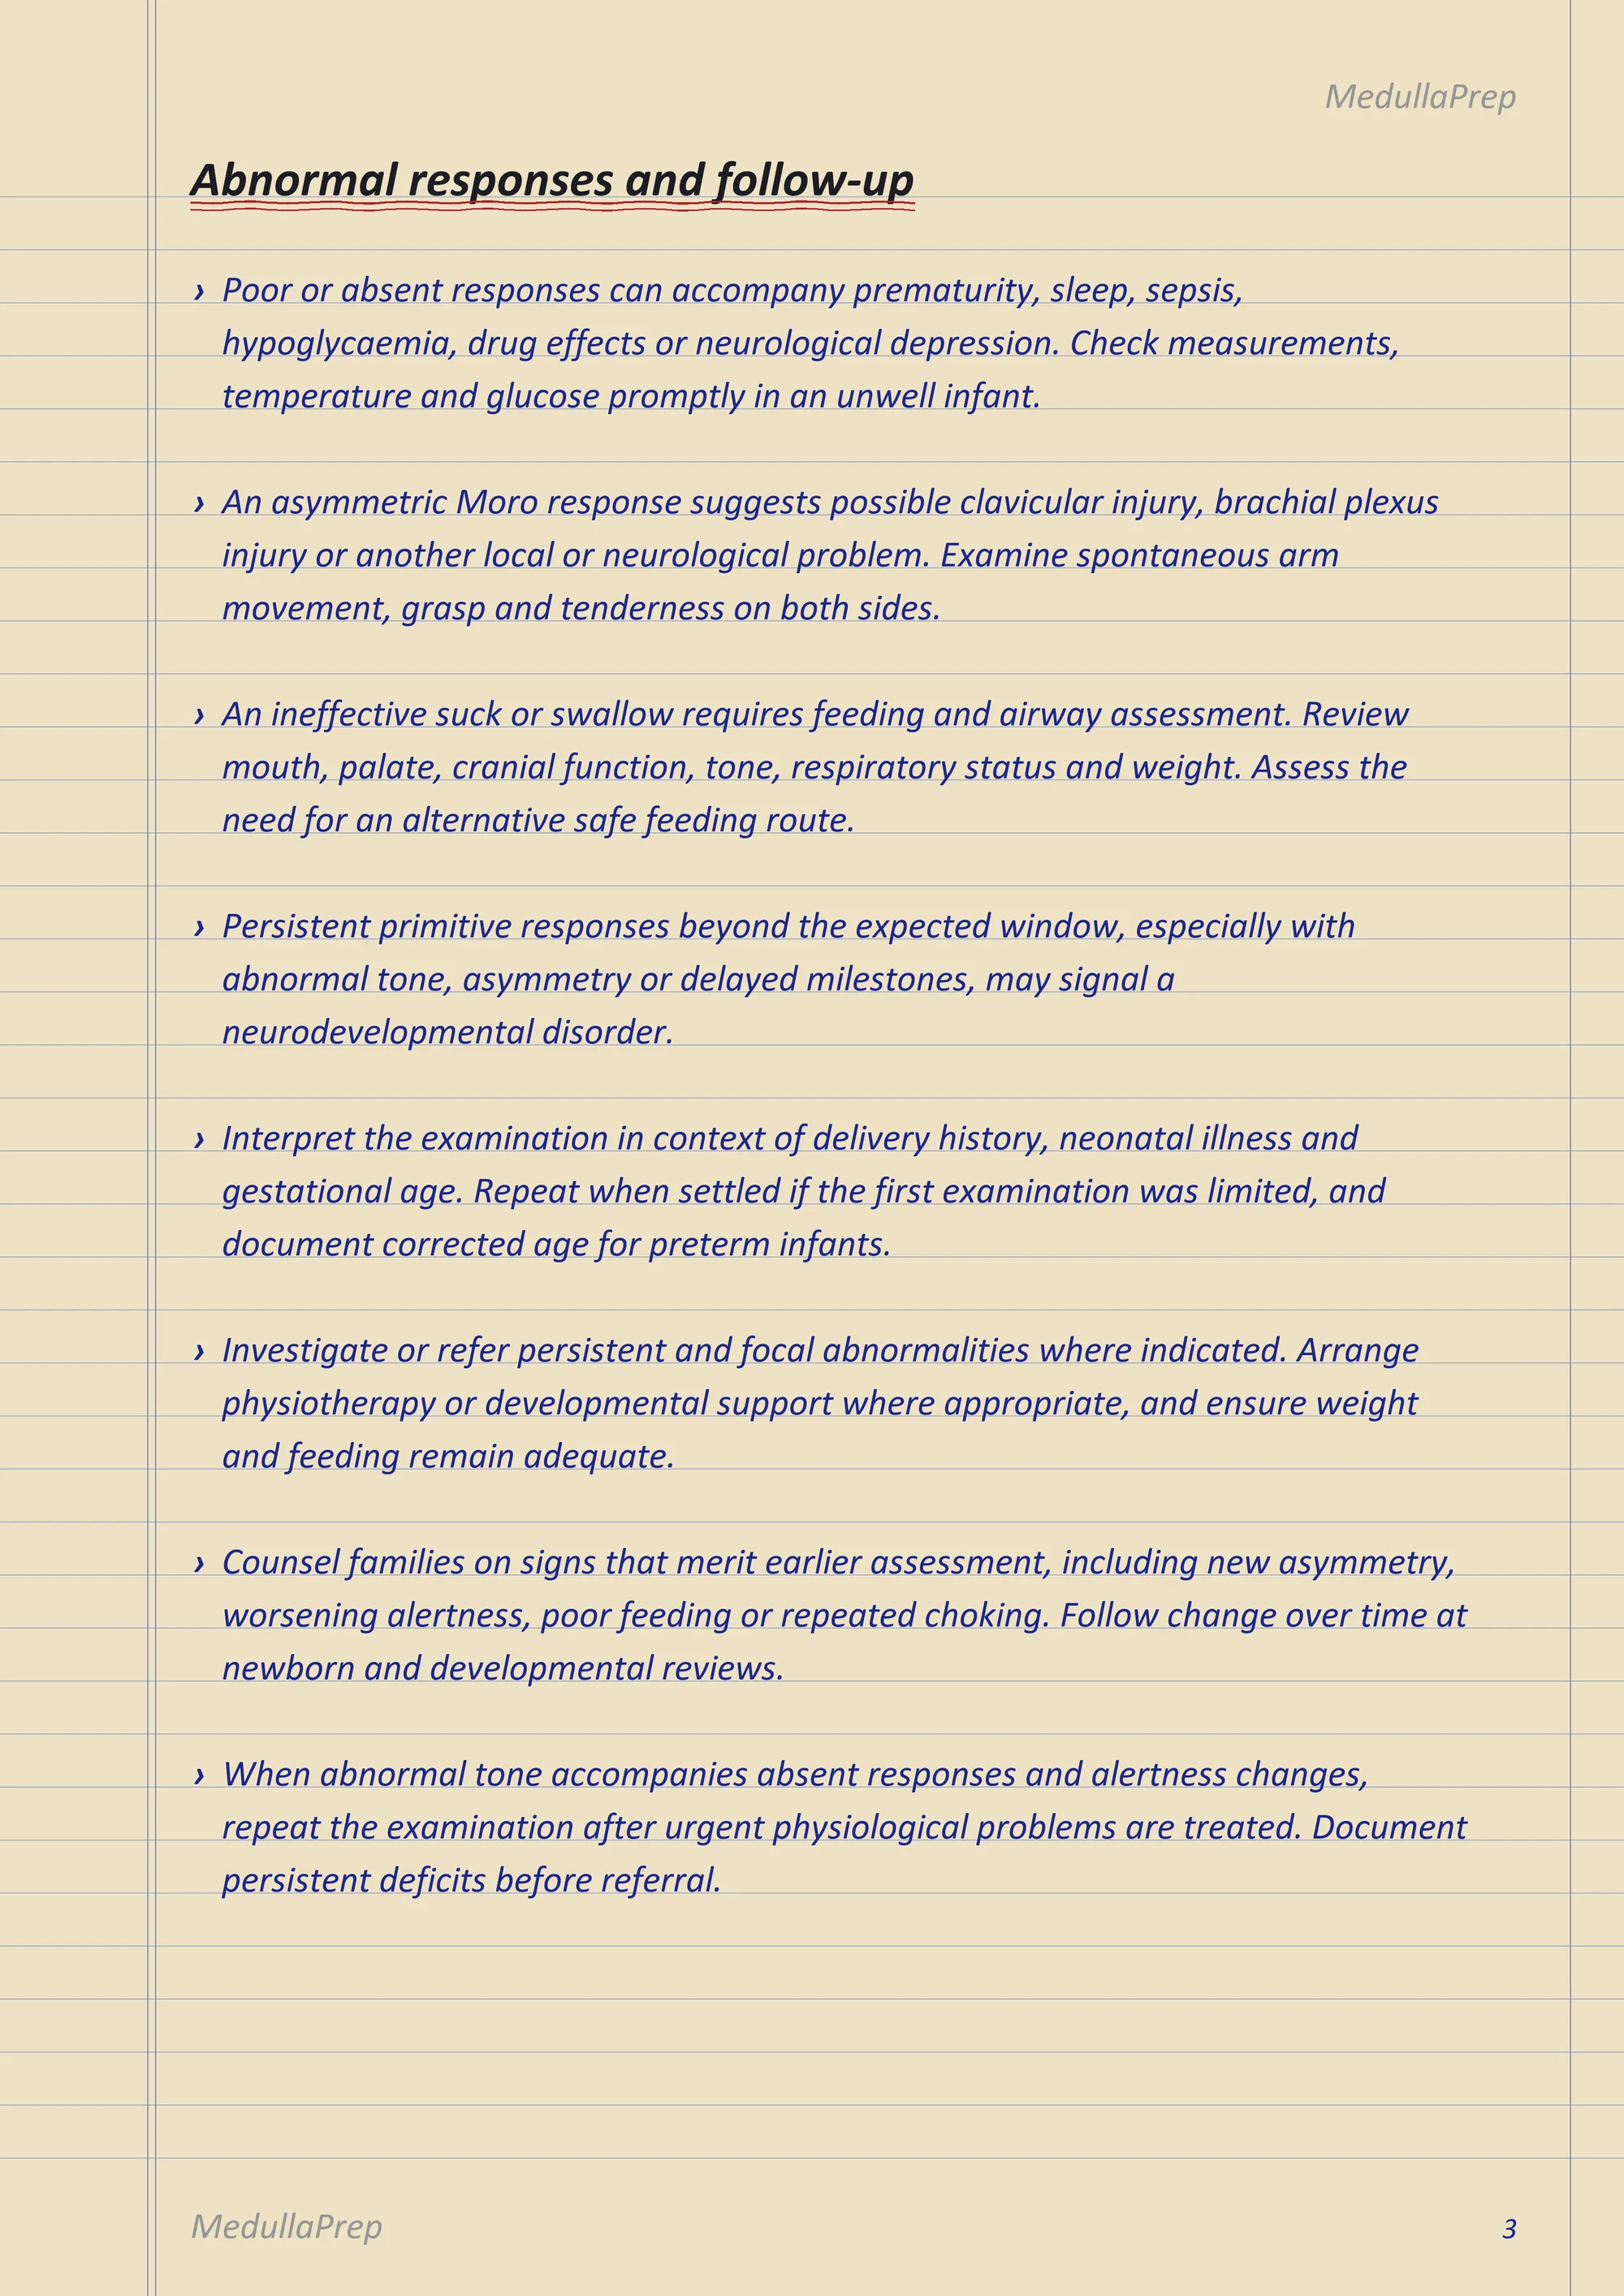 MedullaPrep
Abnormal responses and follow-up
› Poor or absent responses can accompany prematurity, sleep, sepsis,
hypoglycaemia, drug effects or neurological depression. Check measurements,
temperature and glucose promptly in an unwell infant.
› An asymmetric Moro response suggests possible clavicular injury, brachial plexus
injury or another local or neurological problem. Examine spontaneous arm
movement, grasp and tenderness on both sides.
› An ineffective suck or swallow requires feeding and airway assessment. Review
mouth, palate, cranial function, tone, respiratory status and weight. Assess the
need for an alternative safe feeding route.
› Persistent primitive responses beyond the expected window, especially with
abnormal tone, asymmetry or delayed milestones, may signal a
neurodevelopmental disorder.
› Interpret the examination in context of delivery history, neonatal illness and
gestational age. Repeat when settled if the first examination was limited, and
document corrected age for preterm infants.
› Investigate or refer persistent and focal abnormalities where indicated. Arrange
physiotherapy or developmental support where appropriate, and ensure weight
and feeding remain adequate.
› Counsel families on signs that merit earlier assessment, including new asymmetry,
worsening alertness, poor feeding or repeated choking. Follow change over time at
newborn and developmental reviews.
› When abnormal tone accompanies absent responses and alertness changes,
repeat the examination after urgent physiological problems are treated. Document
persistent deficits before referral.
MedullaPrep
3